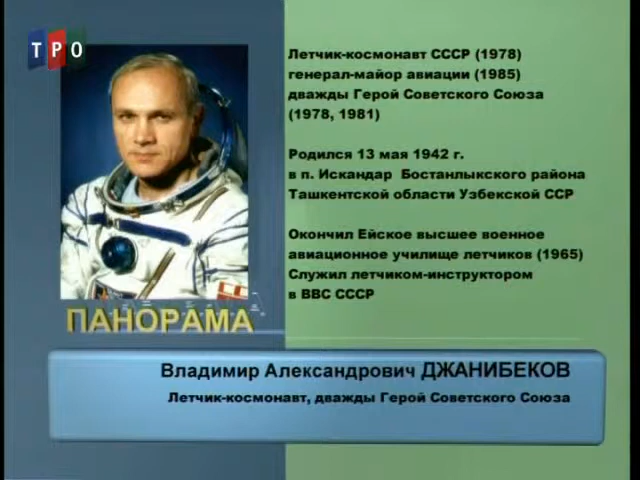 ТРО
Летчик-космонавт СССР (1978)
генерал-майор авиации (1985)
дважды Герой Советского Союза
(1978, 1981)
Родился 13 мая 1942 г.
в п. Искандар Бостанлыкского района
Ташкентской области Узбекской ССР
Окончил Ейское высшее военное
авиационное училище летчиков (1965)
Служил летчиком-инструктором
в ВВС СССР
ПАНОРАМА
Владимир Александрович ДЖАНИБЕКОВ
Летчик-космонавт, дважды Герой Советского Союза